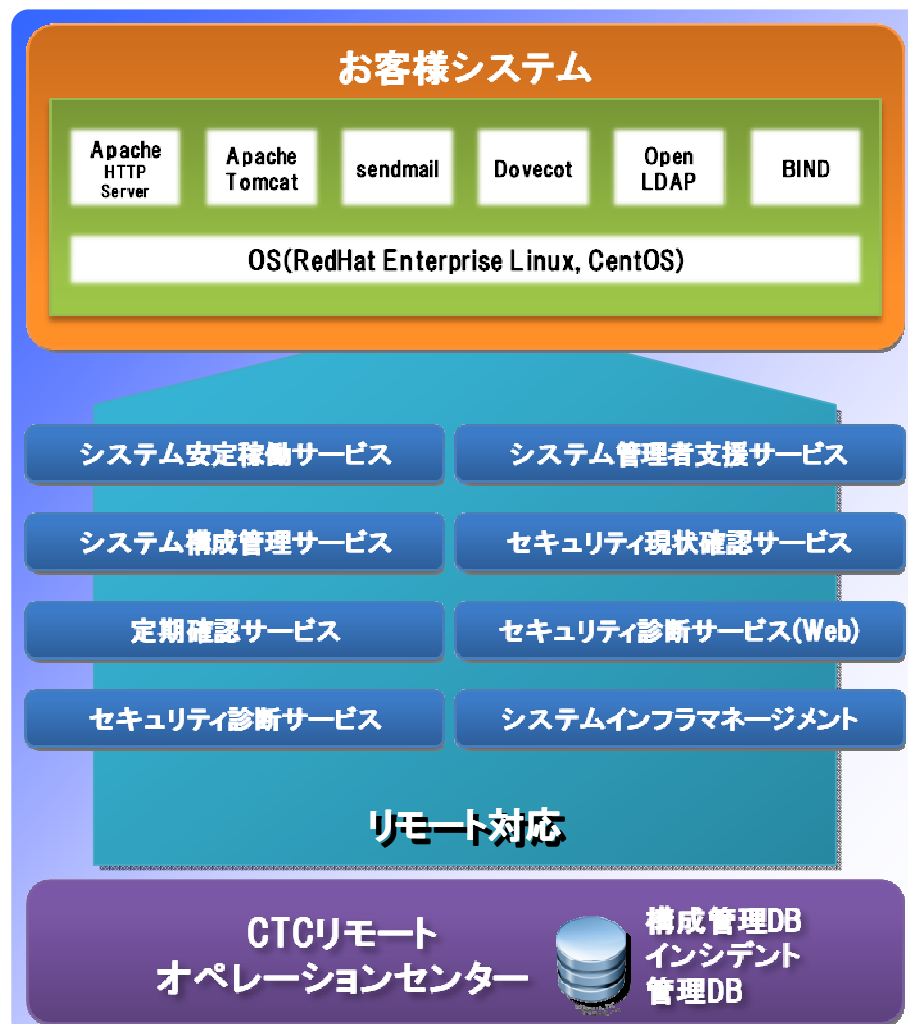 お客様システム
Apache
HTTP
Server
Apache
Tomcat
sendmail
Dovecot
Open
LDAP
BIND
OS(RedHat Enterprise Linux, CentOS)
システム安定稼働サービス
システム管理者支援サービス
システム構成管理サービス
セキュリティ現状確認サービス
定期確認サービス
セキュリティ診断サービス(Web)
セキュリティ診断サービス
システムインフラマネージメント
リモート対応
CTCリモート
オペレーションセンター
構成管理DB
インシデント
管理DB